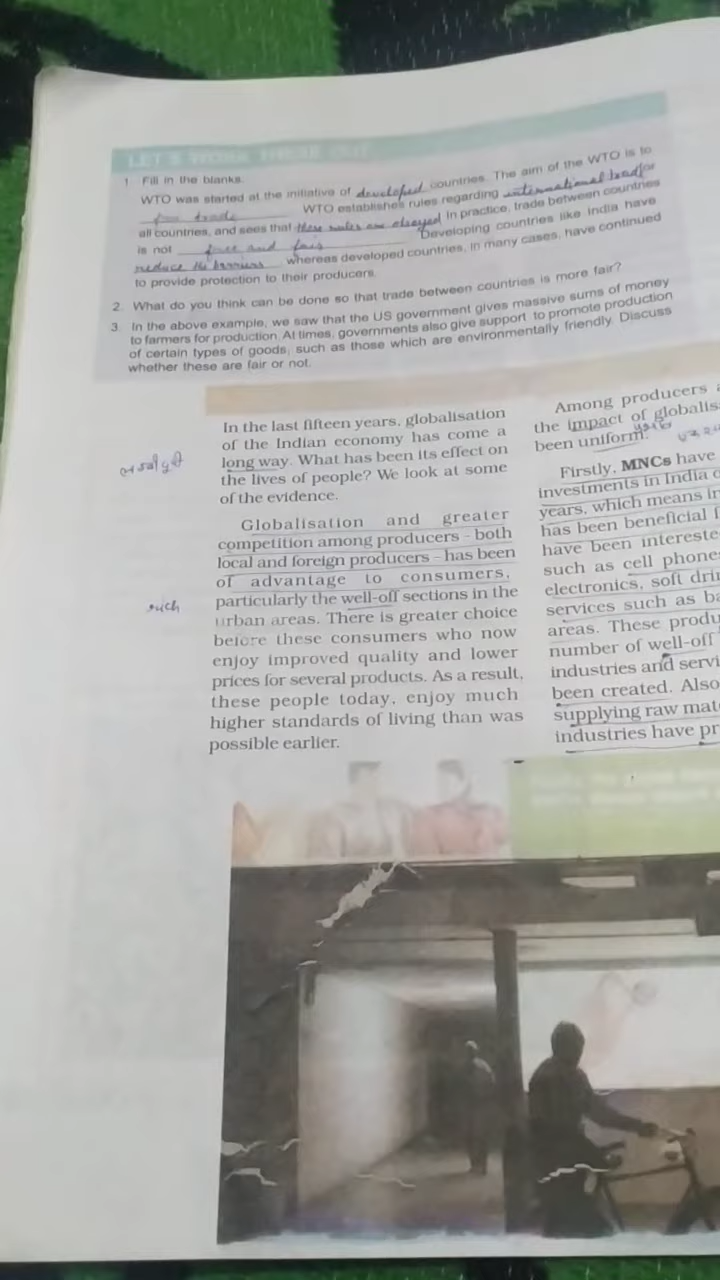 LET'S WORK THESE OUT
1. Fill in the blanks.
WTO was started at the initiative of developed countries. The aim of the WTO is to
free trade WTO establishes rules regarding international trade for
all countries, and sees that these rules are obeyed In practice, trade between countries
is not free and fair Developing countries like India have
reduce the barriers whereas developed countries, in many cases, have continued
to provide protection to their producers.
2. What do you think can be done so that trade between countries is more fair?
3. In the above example, we saw that the US government gives massive sums of money
to farmers for production. At times, governments also give support to promote production
of certain types of goods, such as those which are environmentally friendly. Discuss
whether these are fair or not.
In the last fifteen years, globalisation
of the Indian economy has come a
long way. What has been its effect on
the lives of people? We look at some
of the evidence.
Globalisation and greater
competition among producers - both
local and foreign producers - has been
of advantage to consumers,
rich
particularly the well-off sections in the
urban areas. There is greater choice
before these consumers who now
enjoy improved quality and lower
prices for several products. As a result,
these people today, enjoy much
higher standards of living than was
possible earlier.
Among producers
the impact of globalis
been uniform.
Firstly, MNCs have
investments in India
years, which means in
has been beneficial
have been intereste
such as cell phone
electronics, soft drin
services such as ba
areas. These produ
number of well-off
industries and servi
been created. Also
supplying raw mat
industries have pr